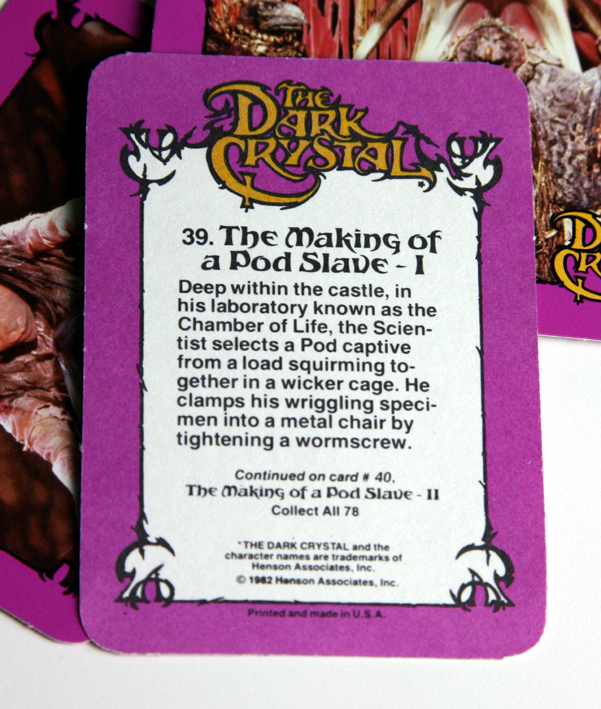 THE
DARK
CRYSTAL*
39. The Making of
a Pod Slave - I
Deep within the castle, in
his laboratory known as the
Chamber of Life, the Scien-
tist selects a Pod captive
from a load squirming to-
gether in a wicker cage. He
clamps his wriggling speci-
men into a metal chair by
tightening a wormscrew.
Continued on card # 40,
The Making of a Pod Slave - II
Collect All 78
*THE DARK CRYSTAL and the
character names are trademarks of
Henson Associates, Inc.
© 1982 Henson Associates, Inc.
Printed and made in U.S.A.